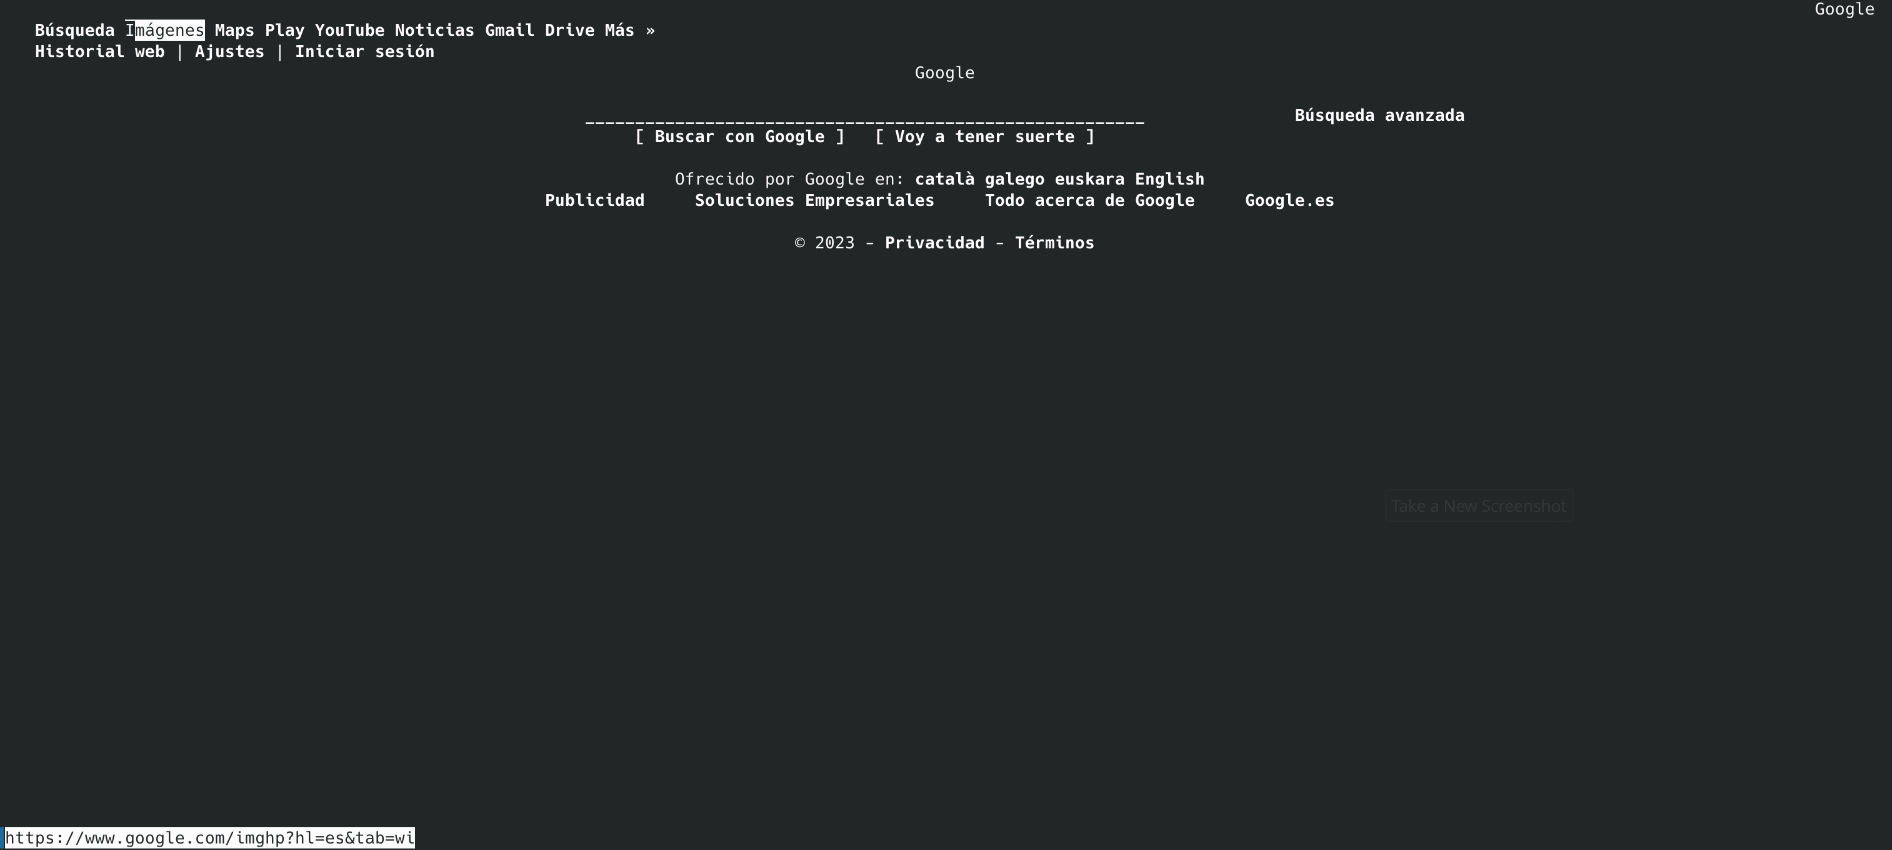 Google
Búsqueda Imágenes Maps Play YouTube Noticias Gmail Drive Más »
Historial web | Ajustes | Iniciar sesión
Google
________________________________________________________ Búsqueda avanzada
[ Buscar con Google ] [ Voy a tener suerte ]
Ofrecido por Google en: català galego euskara English
Publicidad Soluciones Empresariales Todo acerca de Google Google.es
© 2023 - Privacidad - Términos
Take a New Screenshot
https://www.google.com/imghp?hl=es&tab=wi